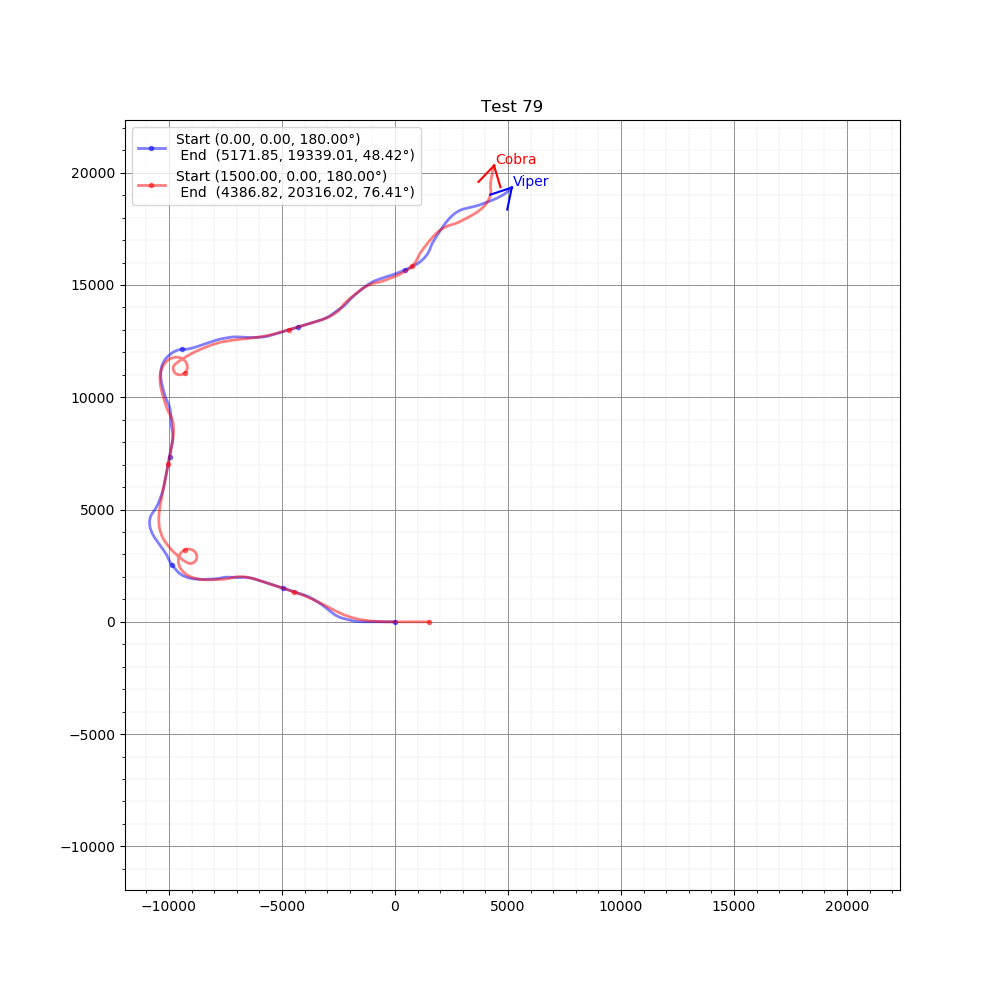 Test 79
Start (0.00, 0.00, 180.00°)
End  (5171.85, 19339.01, 48.42°)
Start (1500.00, 0.00, 180.00°)
End  (4386.82, 20316.02, 76.41°)
Cobra
Viper
20000
15000
10000
5000
0
−5000
−10000
−10000
−5000
0
5000
10000
15000
20000